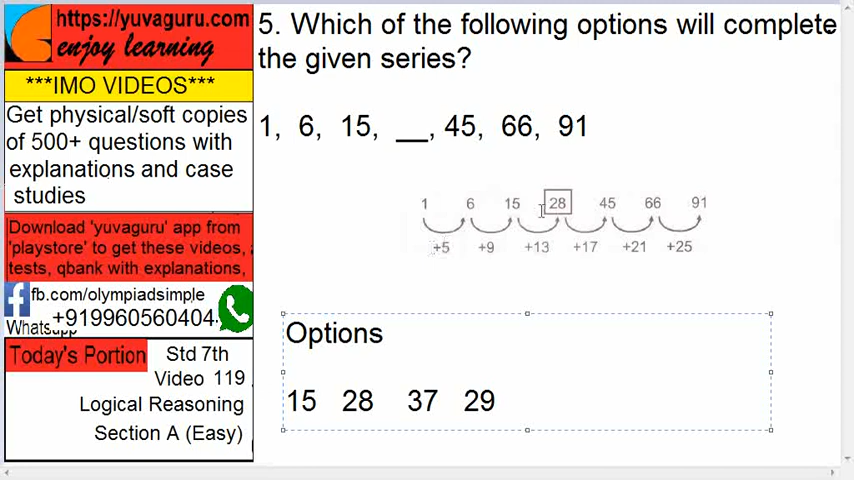 https://yuvaguru.com
enjoy learning
***IMO VIDEOS***
Get physical/soft copies
of 500+ questions with
explanations and case
studies
Download 'yuvaguru' app from
'playstore' to get these videos,
tests, qbank with explanations,
fb.com/olympiadsimple
Whatsapp +919960560404.
Today's Portion Std 7th
Video 119
Logical Reasoning
Section A (Easy)
5. Which of the following options will complete
the given series?
1, 6, 15, __, 45, 66, 91
1 6 15 28 45 66 91
+5 +9 +13 +17 +21 +25
Options
15 28 37 29